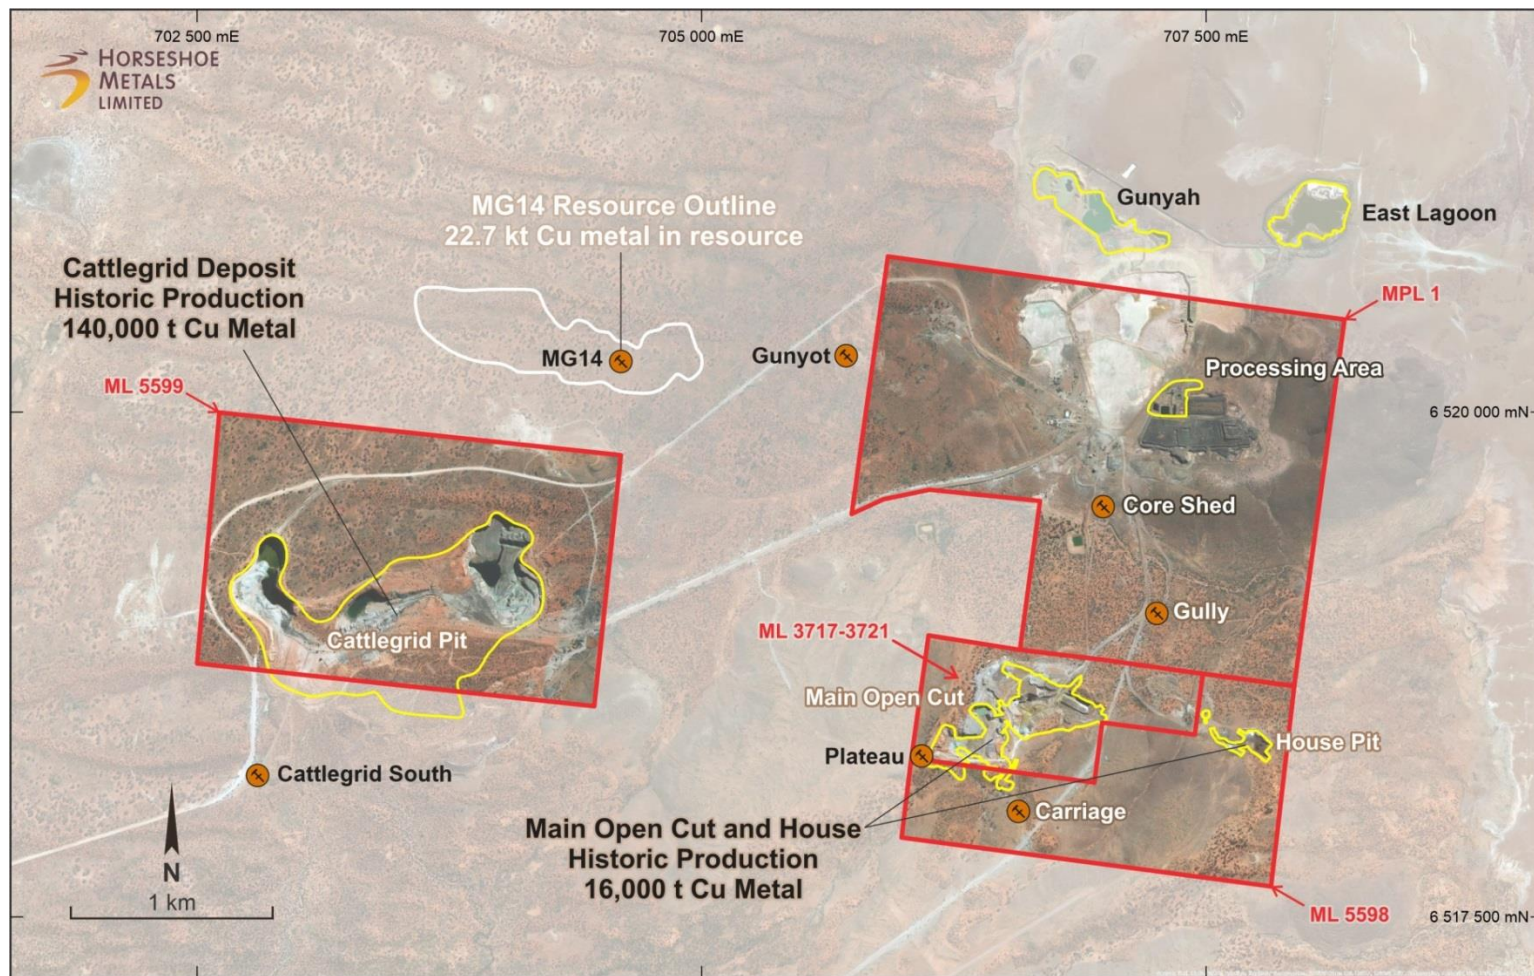 702 500 mE
705 000 mE
707 500 mE
HORSESHOE
METALS
LIMITED
MG14 Resource Outline
22.7 kt Cu metal in resource
Gunyah
East Lagoon
Cattlegrid Deposit
Historic Production
140,000 t Cu Metal
MPL 1
MG14
Gunyot
Processing Area
ML 5599
6 520 000 mN
Core Shed
Gully
ML 3717-3721
Cattlegrid Pit
Main Open Cut
House Pit
Plateau
Cattlegrid South
Carriage
Main Open Cut and House
Historic Production
16,000 t Cu Metal
N
1 km
ML 5598
6 517 500 mN